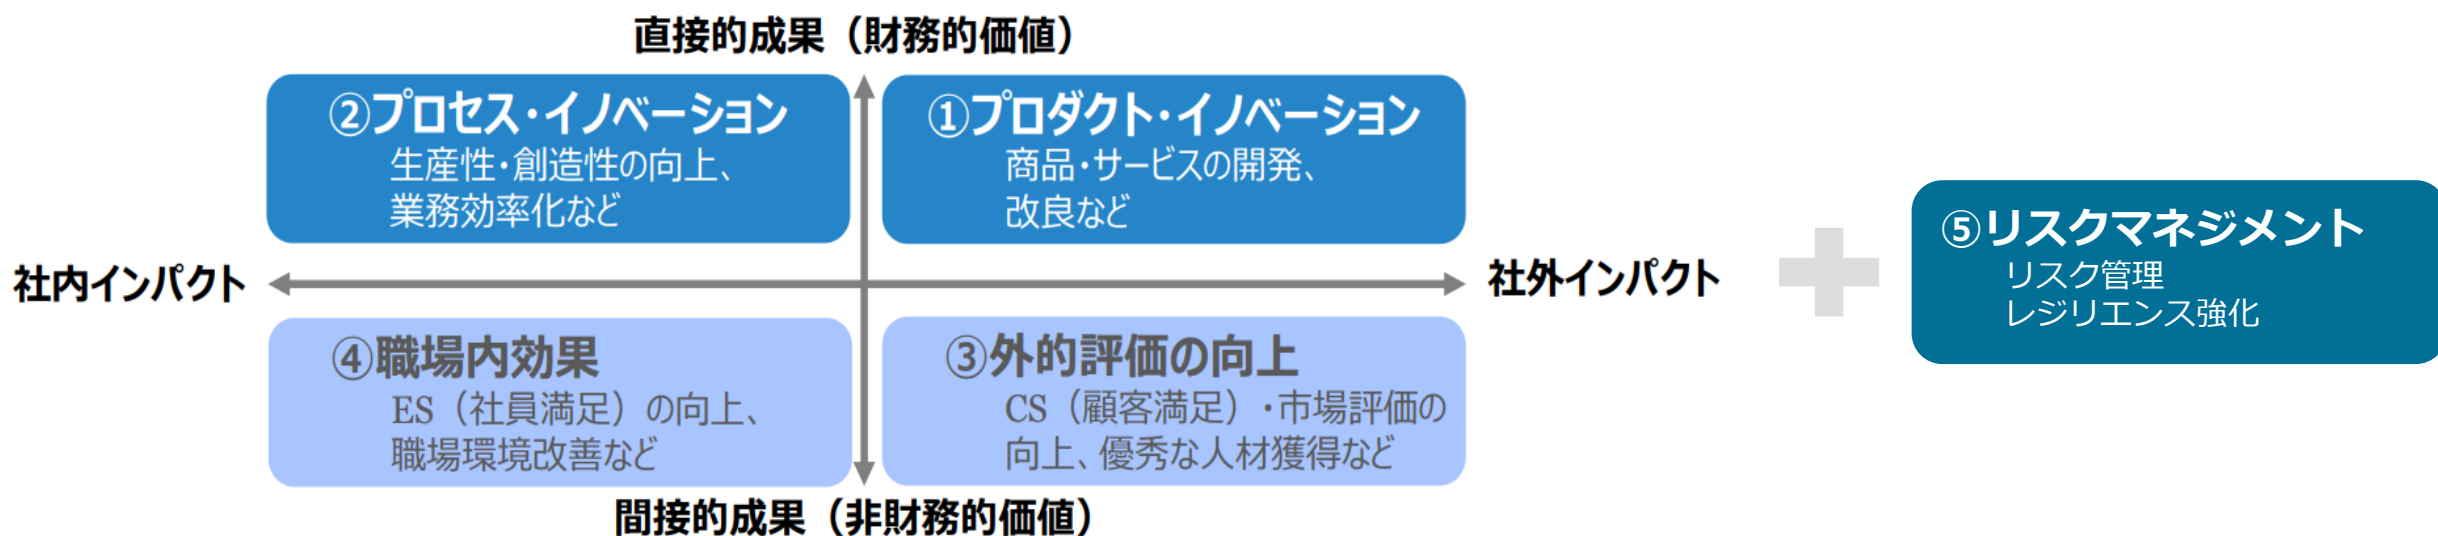 直接的成果（財務的価値）
②プロセス・イノベーション
生産性・創造性の向上、
業務効率化など
①プロダクト・イノベーション
商品・サービスの開発、
改良など
社内インパクト
社外インパクト
④職場内効果
ES（社員満足）の向上、
職場環境改善など
③外的評価の向上
CS（顧客満足）・市場評価の
向上、優秀な人材獲得など
間接的成果（非財務的価値）
⑤リスクマネジメント
リスク管理
レジリエンス強化